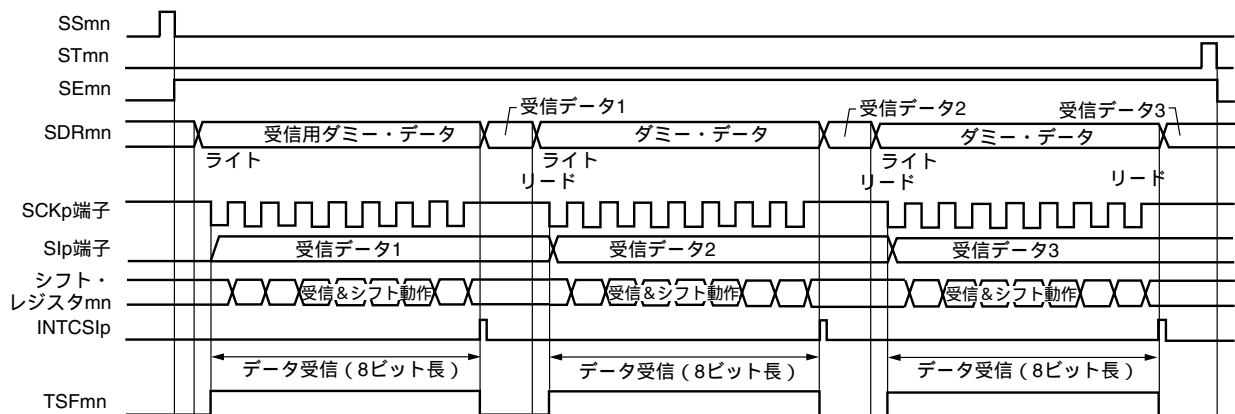 SSmn
STmn
SEmn
受信データ1 受信データ2 受信データ3
SDRmn 受信用ダミー・データ ダミー・データ ダミー・データ
ライト ライト ライト
リード リード リード
SCKp端子
SIp端子 受信データ1 受信データ2 受信データ3
シフト・
レジスタmn 受信&シフト動作 受信&シフト動作 受信&シフト動作
INTCSIp
データ受信（8ビット長） データ受信（8ビット長） データ受信（8ビット長）
TSFmn